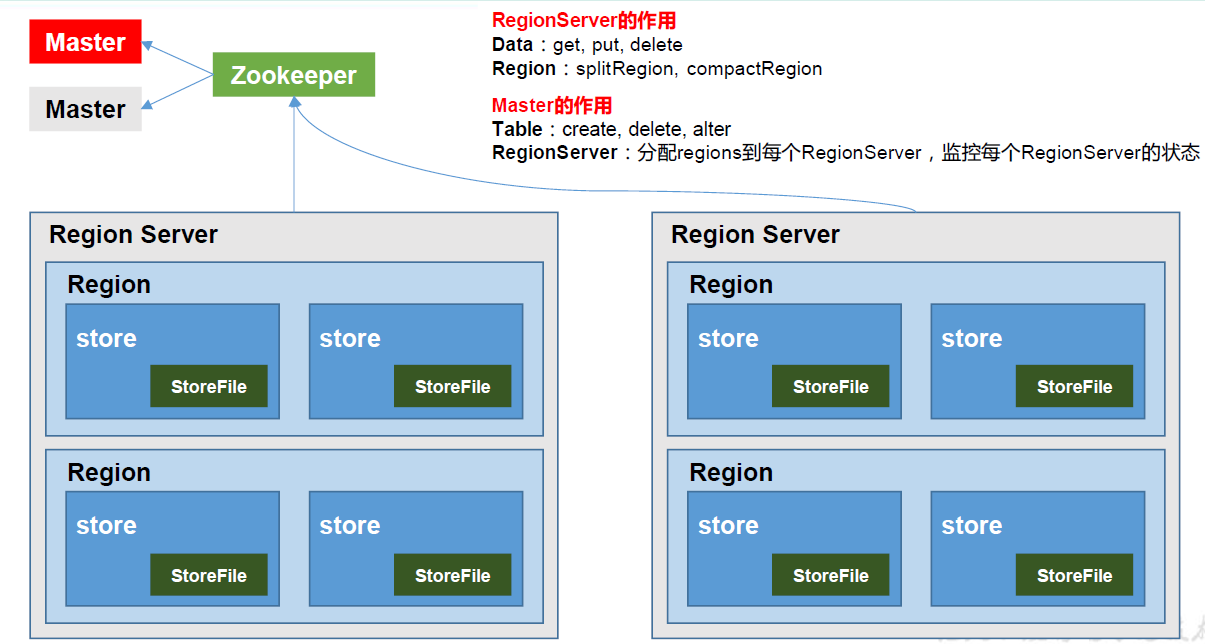 Master
Master
Zookeeper
RegionServer的作用
Data：get, put, delete
Region：splitRegion, compactRegion
Master的作用
Table：create, delete, alter
RegionServer：分配regions到每个RegionServer，监控每个RegionServer的状态
Region Server
Region
store
StoreFile
store
StoreFile
Region
store
StoreFile
store
StoreFile
Region Server
Region
store
StoreFile
store
StoreFile
Region
store
StoreFile
store
StoreFile